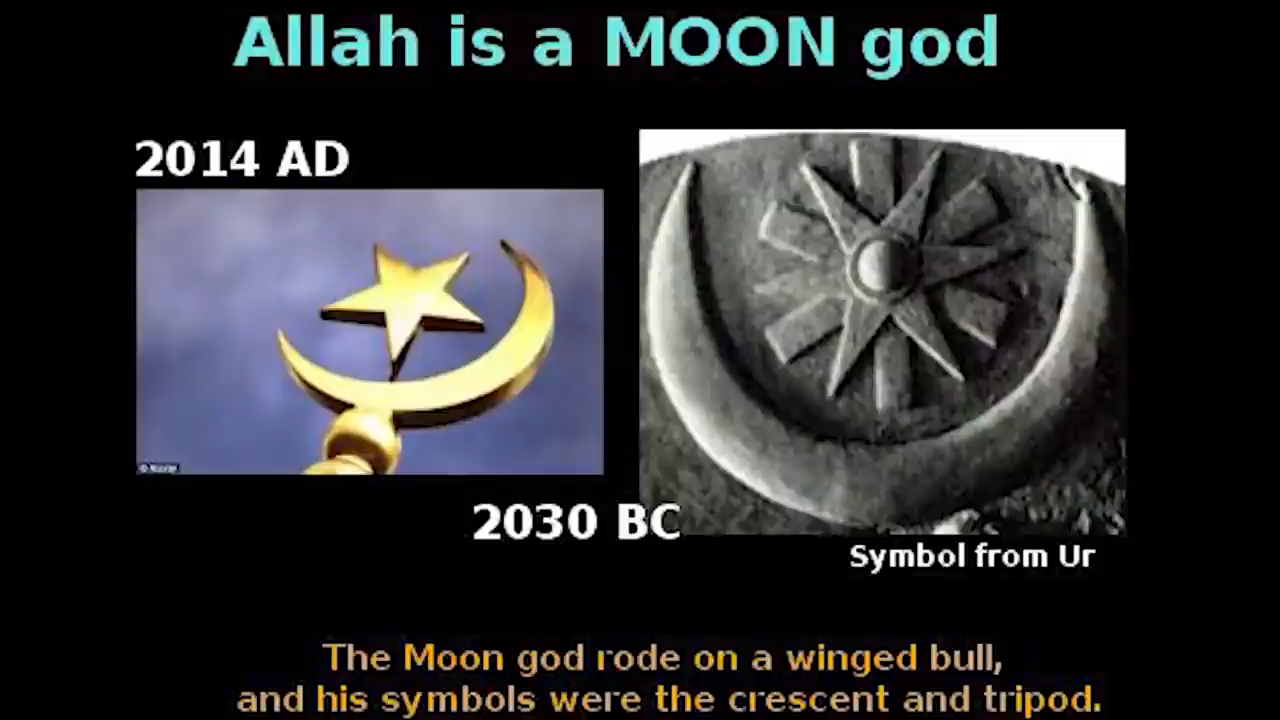 Allah is a MOON god
2014 AD
2030 BC
Symbol from Ur
The Moon god rode on a winged bull,
and his symbols were the crescent and tripod.